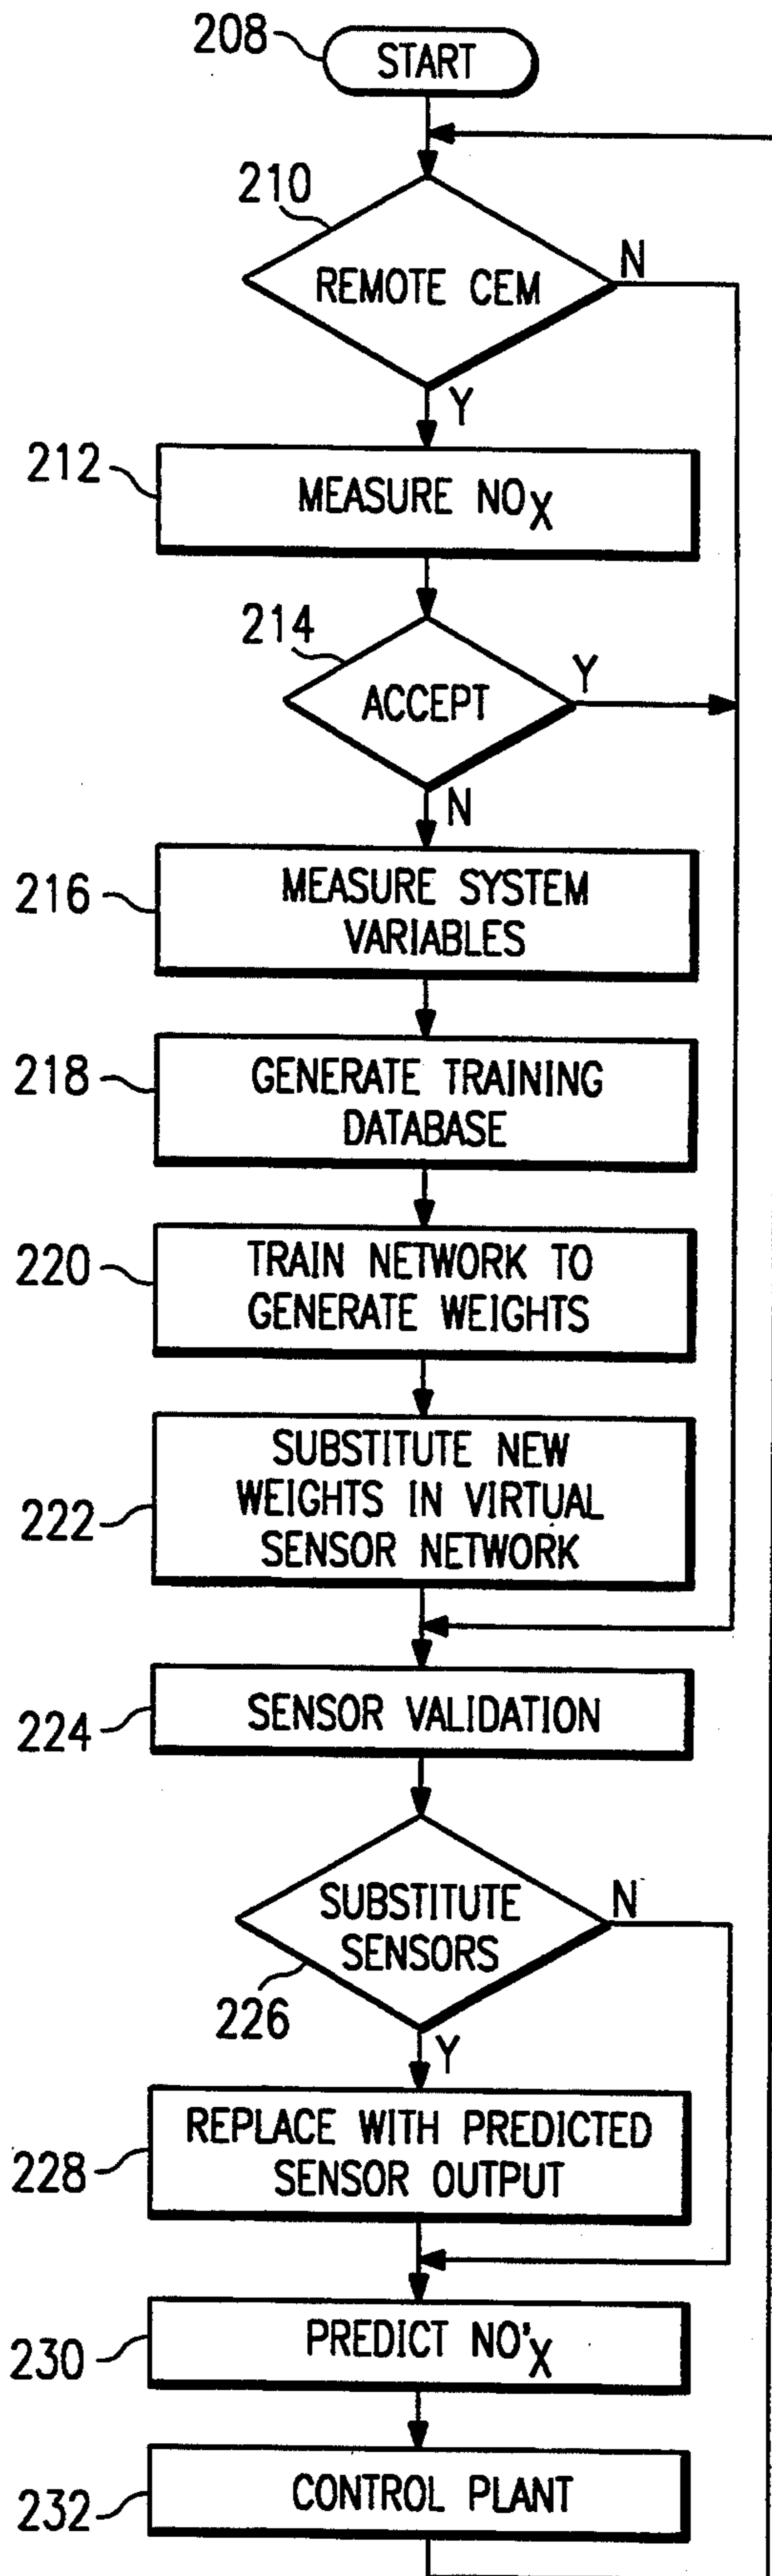 208
START
210
REMOTE CEM
N
Y
212
MEASURE NOX
214
ACCEPT
Y
N
216
MEASURE SYSTEM
VARIABLES
218
GENERATE TRAINING
DATABASE
220
TRAIN NETWORK TO
GENERATE WEIGHTS
222
SUBSTITUTE NEW
WEIGHTS IN VIRTUAL
SENSOR NETWORK
224
SENSOR VALIDATION
SUBSTITUTE
SENSORS
N
226
Y
228
REPLACE WITH PREDICTED
SENSOR OUTPUT
230
PREDICT NO'X
232
CONTROL PLANT